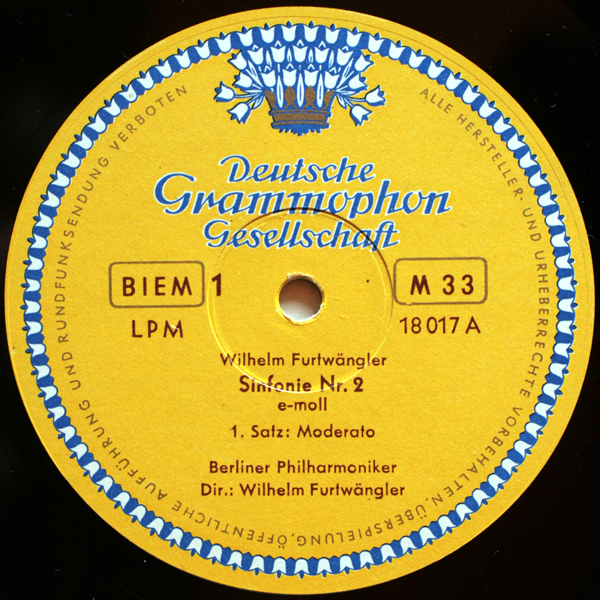 ALLE HERSTELLER- UND URHEBERRECHTE VORBEHALTEN, ÜBERSPIELUNG, ÖFFENTLICHE AUFFÜHRUNG UND RUNDFUNKSENDUNG VERBOTEN
Deutsche
Grammophon
Gesellschaft
BIEM 1 M 33
LPM 18 017 A
Wilhelm Furtwängler
Sinfonie Nr. 2
e-moll
1. Satz: Moderato
Berliner Philharmoniker
Dir.: Wilhelm Furtwängler